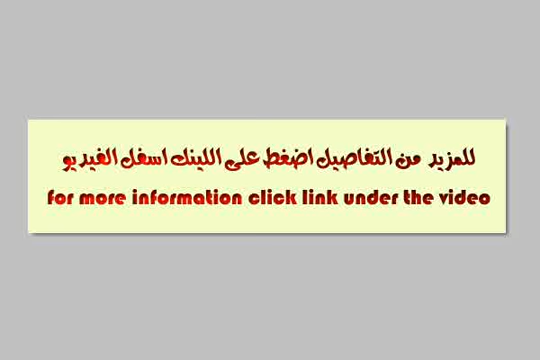 للمزيد من التفاصيل اضغط على اللينك اسفل الفيديو
for more information click link under the video